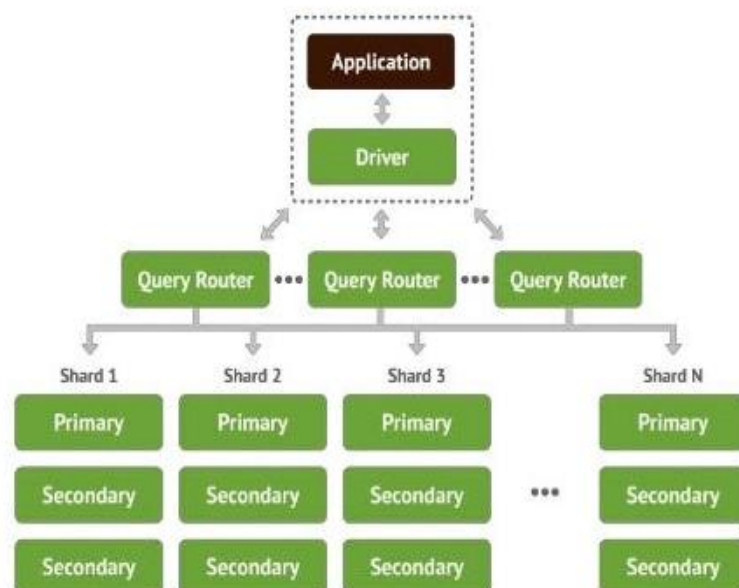 Application
Driver
Query Router ••• Query Router ••• Query Router
Shard 1 Shard 2 Shard 3 Shard N
Primary Primary Primary Primary
Secondary Secondary Secondary ••• Secondary
Secondary Secondary Secondary Secondary